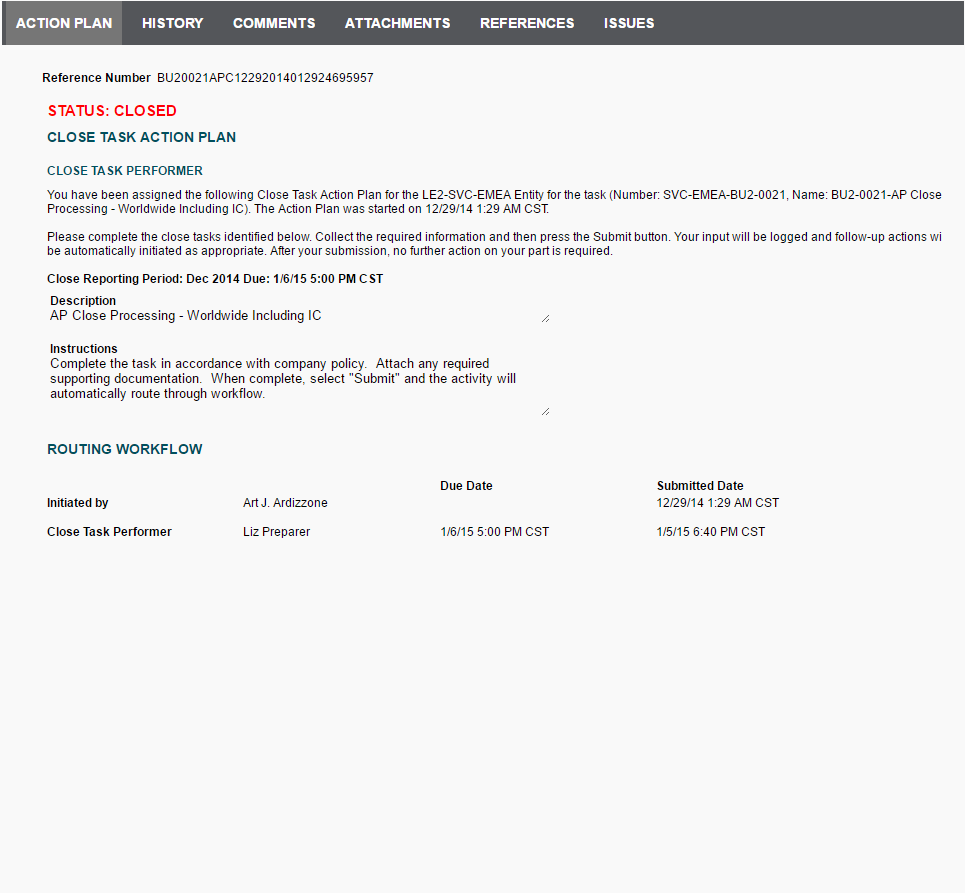 ACTION PLAN HISTORY COMMENTS ATTACHMENTS REFERENCES ISSUES
Reference Number BU20021APC12292014012924695957
STATUS: CLOSED
CLOSE TASK ACTION PLAN
CLOSE TASK PERFORMER
You have been assigned the following Close Task Action Plan for the LE2-SVC-EMEA Entity for the task (Number: SVC-EMEA-BU2-0021, Name: BU2-0021-AP Close
Processing - Worldwide Including IC). The Action Plan was started on 12/29/14 1:29 AM CST.
Please complete the close tasks identified below. Collect the required information and then press the Submit button. Your input will be logged and follow-up actions wi
be automatically initiated as appropriate. After your submission, no further action on your part is required.
Close Reporting Period: Dec 2014 Due: 1/6/15 5:00 PM CST
Description
AP Close Processing - Worldwide Including IC
Instructions
Complete the task in accordance with company policy.  Attach any required
supporting documentation.  When complete, select "Submit" and the activity will
automatically route through workflow.
ROUTING WORKFLOW
Due Date Submitted Date
Initiated by Art J. Ardizzone 12/29/14 1:29 AM CST
Close Task Performer Liz Preparer 1/6/15 5:00 PM CST 1/5/15 6:40 PM CST